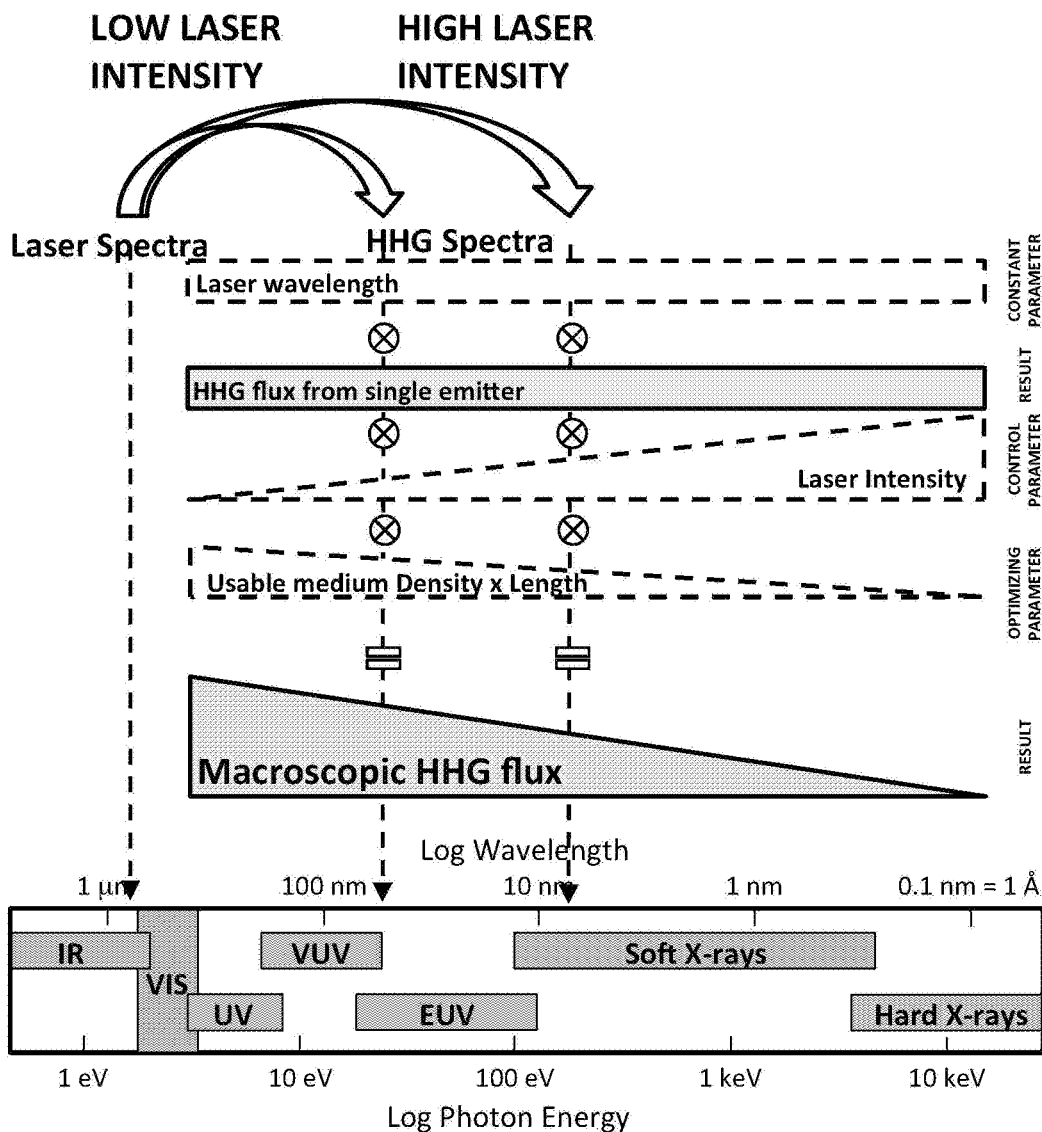 LOW LASER
INTENSITY
HIGH LASER
INTENSITY
Laser Spectra
HHG Spectra
Laser wavelength
CONSTANT
PARAMETER
HHG flux from single emitter
RESULT
Laser Intensity
CONTROL
PARAMETER
Usable medium Density x Length
OPTIMIZING
PARAMETER
Macroscopic HHG flux
RESULT
Log Wavelength
1 μm 100 nm 10 nm 1 nm 0.1 nm = 1 Å
IR VUV Soft X-rays
VIS
UV EUV Hard X-rays
1 eV 10 eV 100 eV 1 keV 10 keV
Log Photon Energy